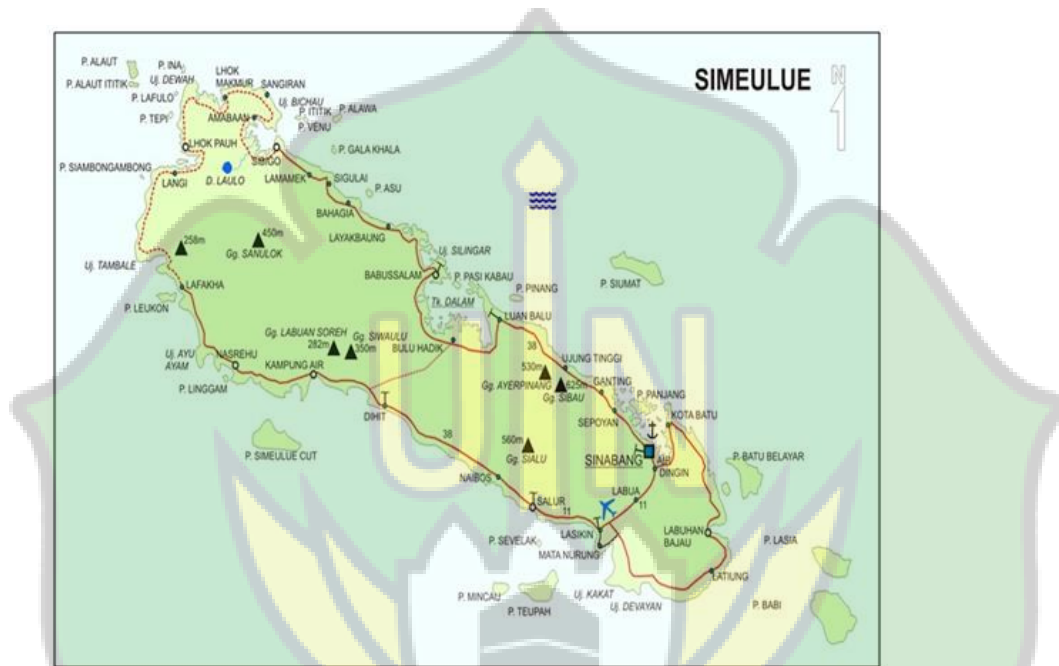 SIMEULUE
N
P. ALAUT
P. INA
Uj. DEWAH
LHOK
MAKMUR
SANGIRAN
P. ALAUT ITITIK
P. LAFULO
Uj. BICHAU
P. TEPI
AMABAAN
P. ITITIK
P. ALAWA
P. VENU
LHOK PAUH
SIBIGO
P. GALA KHALA
P. SIAMBONGAMBONG
LANGI
D. LAULO
LAMAMEK
SIGULAI
P. ASU
BAHAGIA
LAYAKBAUNG
258m
450m
Gg. SANULOK
Uj. SILINGAR
Uj. TAMBALE
BABUSSALAM
P. PASI KABAU
P. SIUMAT
LAFAKHA
P. LEUKON
Tk. DALAM
P. PINANG
LUAN BALU
Gg. LABUAN SOREH
282m
Gg. SIWAULU
350m
BULU HADIK
38
Uj. AYU
AYAM
NASREHU
KAMPUNG AIR
UJUNG TINGGI
530m
Gg. AYERPINANG
625m
Gg. SIBAU
GANTING
P. LINGGAM
P. PANJANG
DIHIT
SEPOYAN
KOTA BATU
38
560m
Gg. SIALU
P. SIMEULUE CUT
SINABANG
AIR
DINGIN
P. BATU BELAYAR
NAIBOS
LABUA
SALUR
11
11
LASIKIN
LABUHAN
BAJAU
P. SEVELAK
MATA NURUNG
P. LASIA
LATIUNG
P. MINCAU
Uj. KAKAT
P. TEUPAH
Uj. DEVAYAN
P. BABI
UIN